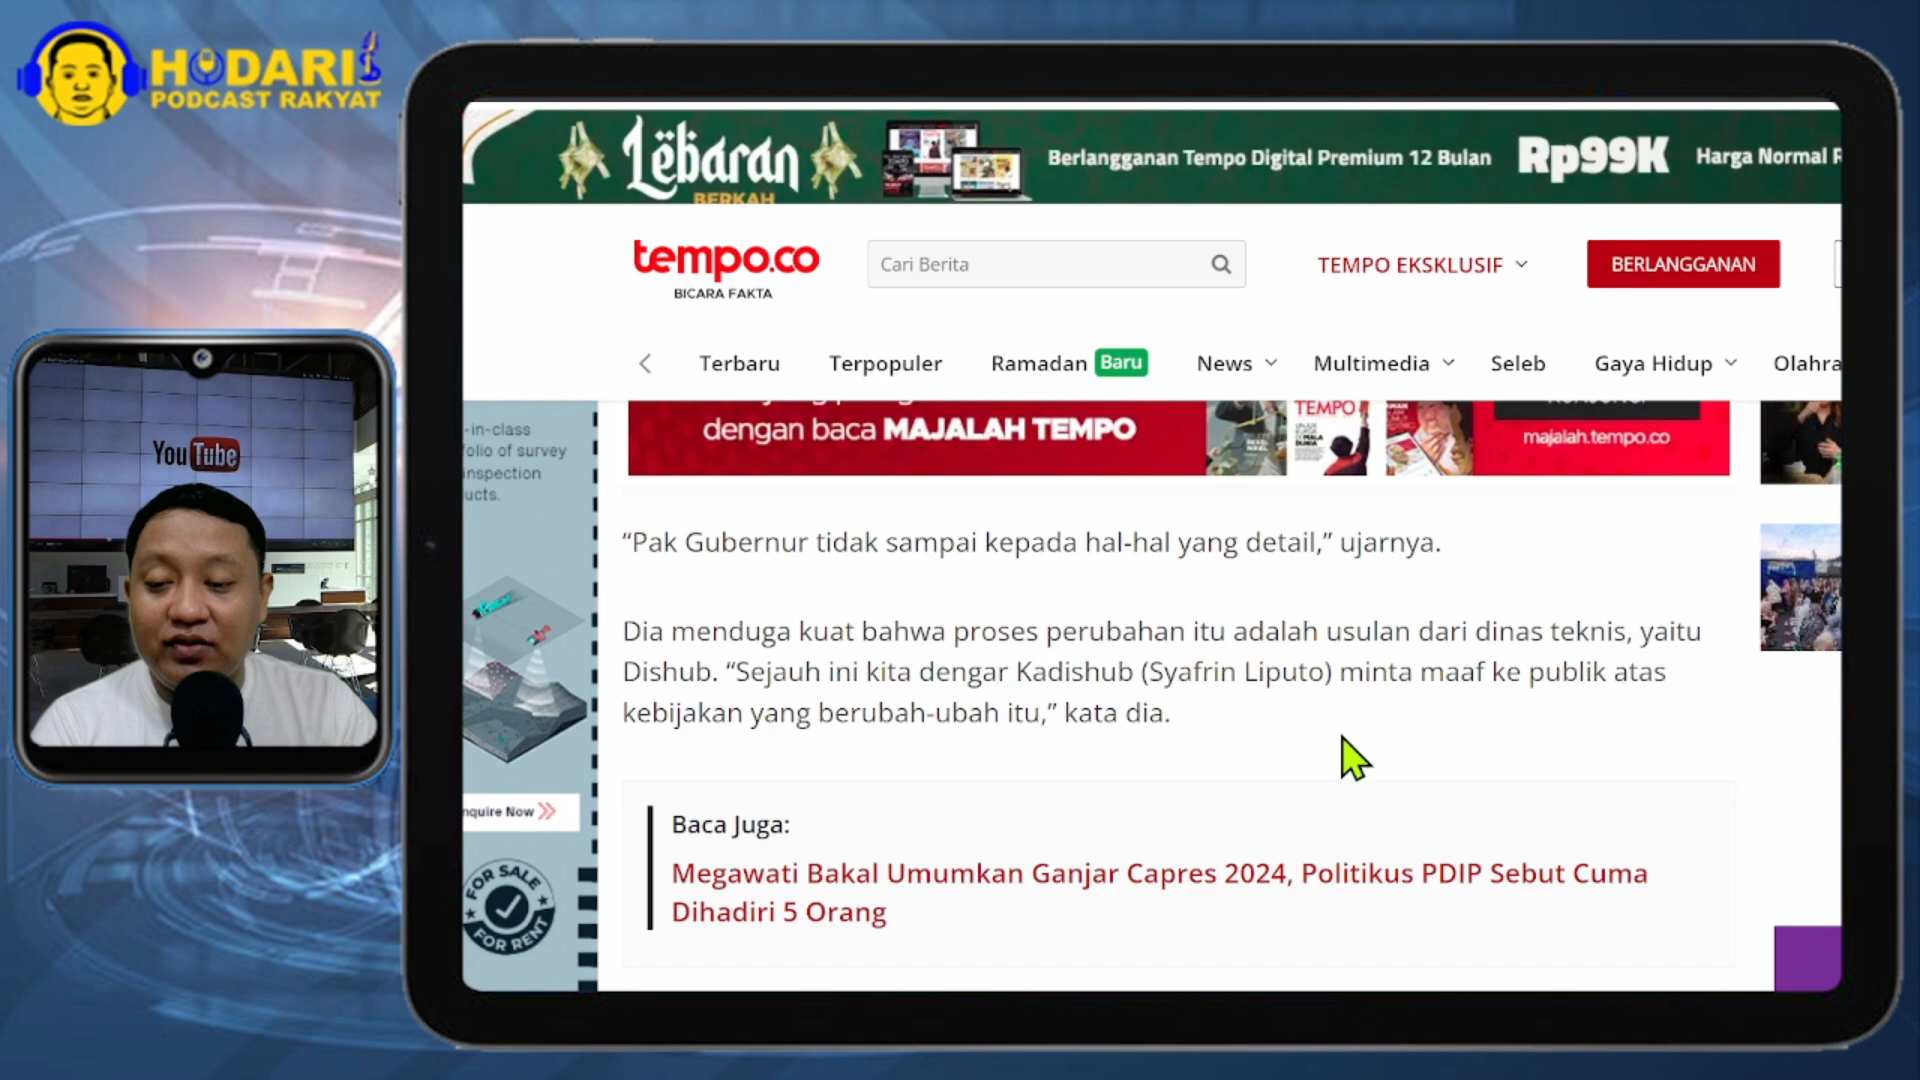 HODARI
PODCAST RAKYAT
YouTube
Lëbaran
BERKAH
Berlangganan Tempo Digital Premium 12 Bulan
Rp99K
Harga Normal
tempo.co
BICARA FAKTA
Cari Berita
TEMPO EKSKLUSIF
BERLANGGANAN
Terbaru
Terpopuler
Ramadan Baru
News
Multimedia
Seleb
Gaya Hidup
Olahra
dengan baca MAJALAH TEMPO
TEMPO
majalah.tempo.co
-in-class
folio of survey
inspection
ucts.
“Pak Gubernur tidak sampai kepada hal-hal yang detail,” ujarnya.
Dia menduga kuat bahwa proses perubahan itu adalah usulan dari dinas teknis, yaitu
Dishub. “Sejauh ini kita dengar Kadishub (Syafrin Liputo) minta maaf ke publik atas
kebijakan yang berubah-ubah itu,” kata dia.
nquire Now
FOR SALE
FOR RENT
Baca Juga:
Megawati Bakal Umumkan Ganjar Capres 2024, Politikus PDIP Sebut Cuma
Dihadiri 5 Orang